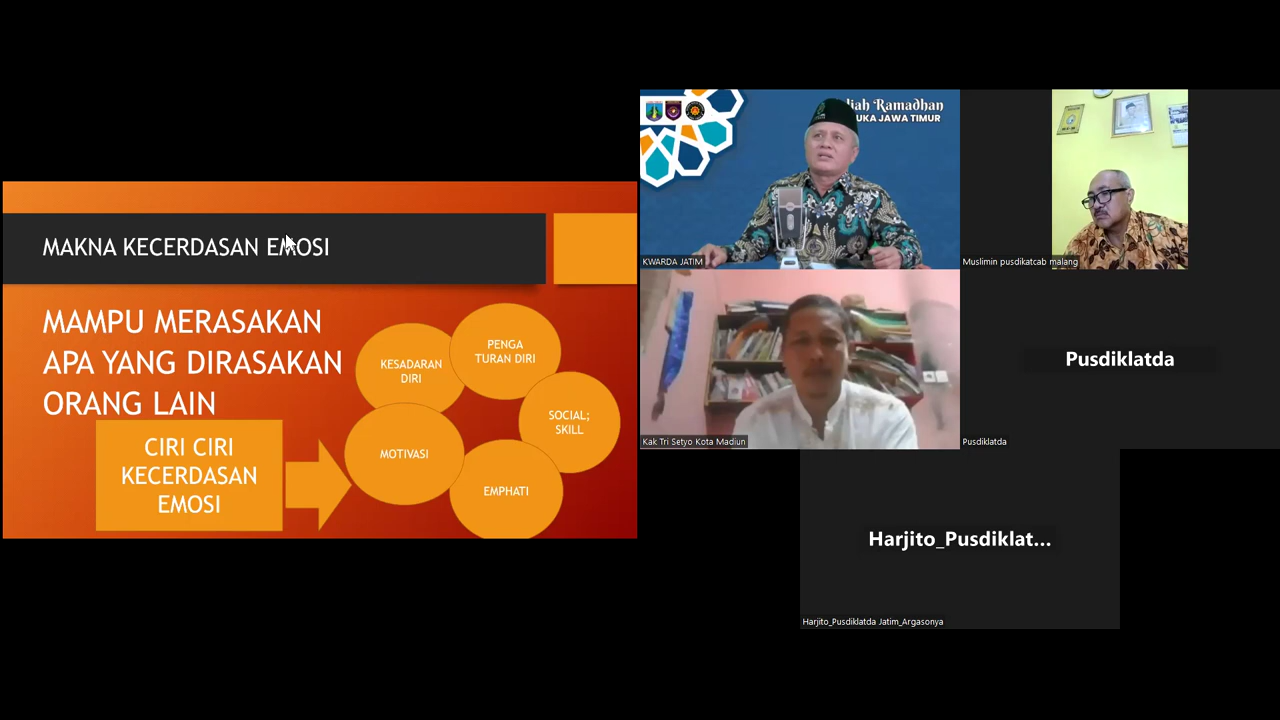 MAKNA KECERDASAN EMOSI
MAMPU MERASAKAN
APA YANG DIRASAKAN
ORANG LAIN
CIRI CIRI
KECERDASAN
EMOSI
KESADARAN
DIRI
PENGA
TURAN DIRI
SOCIAL;
SKILL
MOTIVASI
EMPHATI
liah Ramadhan
UKA JAWA TIMUR
KWARDA JATIM
Muslimin pusdikatcab malang
Kak Tri Setyo Kota Madiun
Pusdiklatda
Pusdiklatda
Harjito_Pusdiklat...
Harjito_Pusdiklatda Jatim_Argasonya